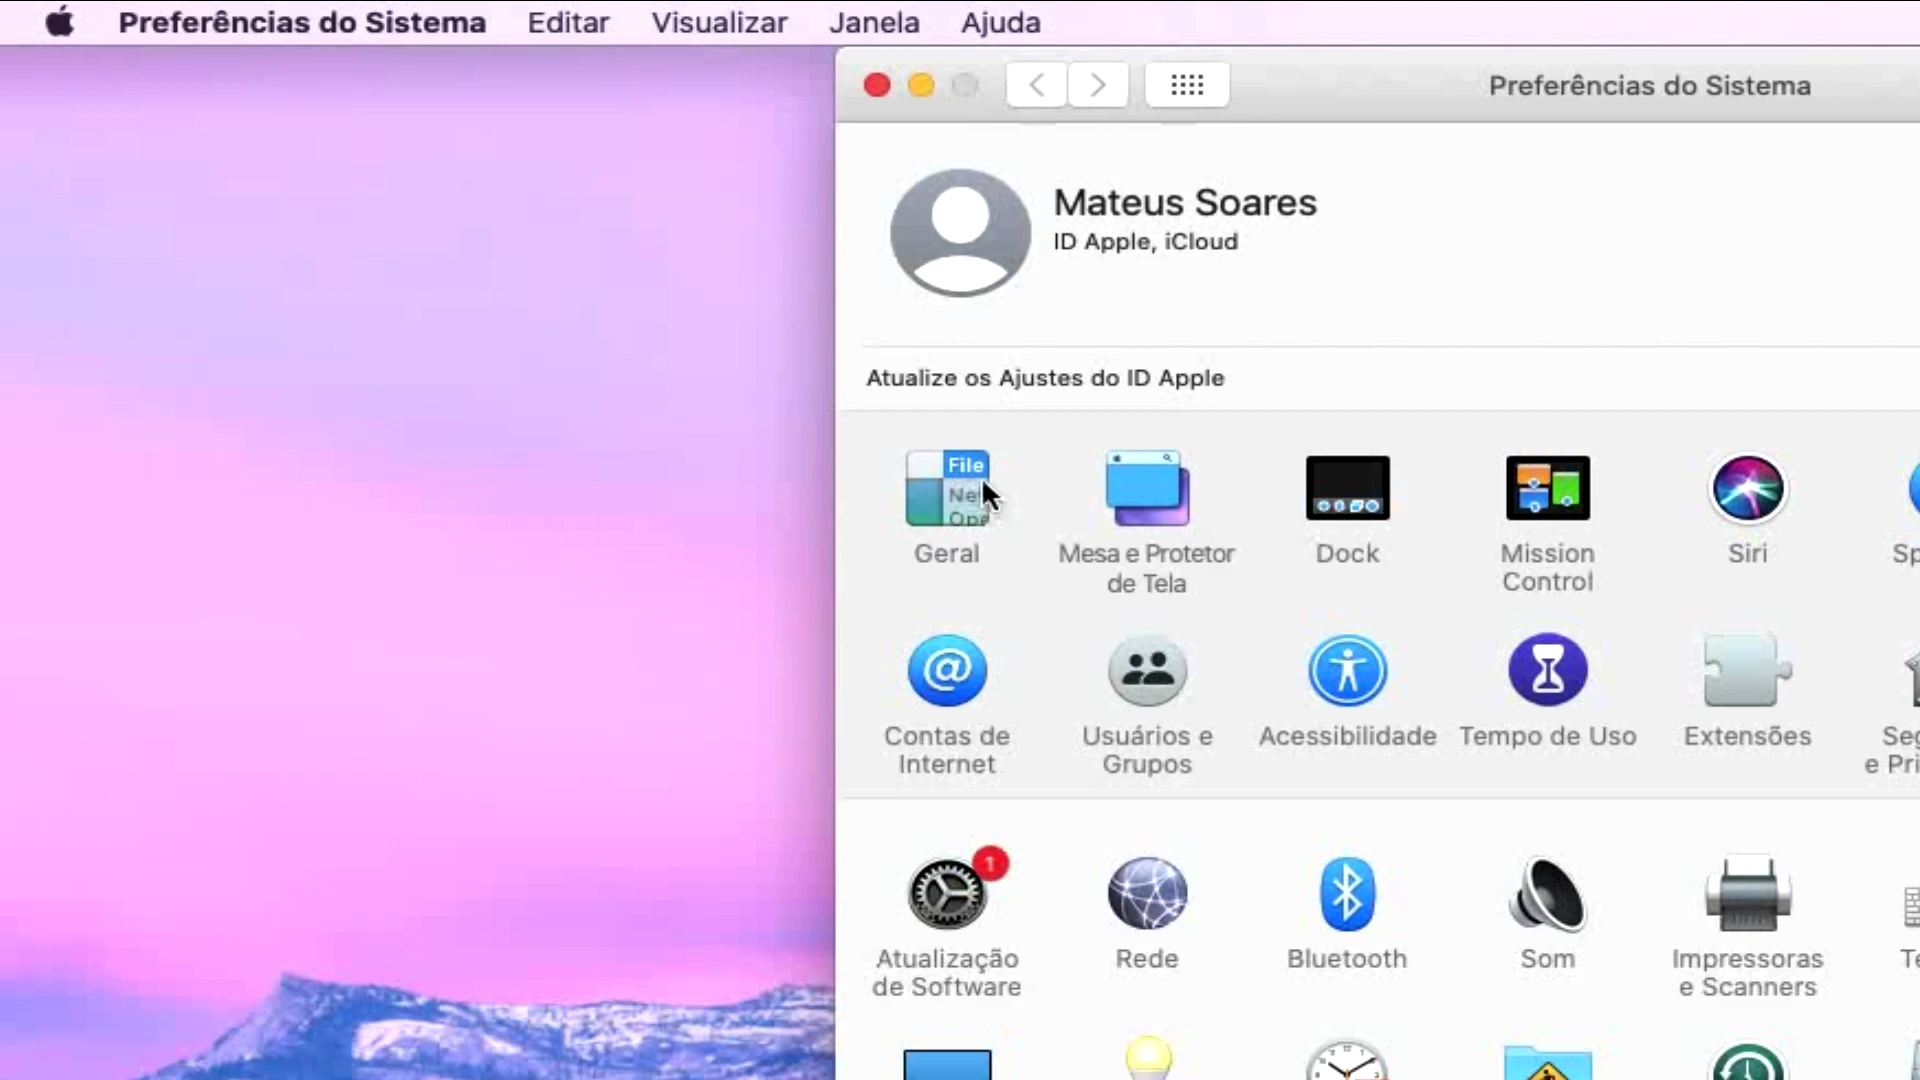 Preferências do Sistema Editar Visualizar Janela Ajuda
Preferências do Sistema
Mateus Soares
ID Apple, iCloud
Atualize os Ajustes do ID Apple
File
Geral
Mesa e Protetor
de Tela
Dock
Mission
Control
Siri
Contas de
Internet
Usuários e
Grupos
Acessibilidade
Tempo de Uso
Extensões
e
1
Atualização
de Software
Rede
Bluetooth
Som
Impressoras
e Scanners